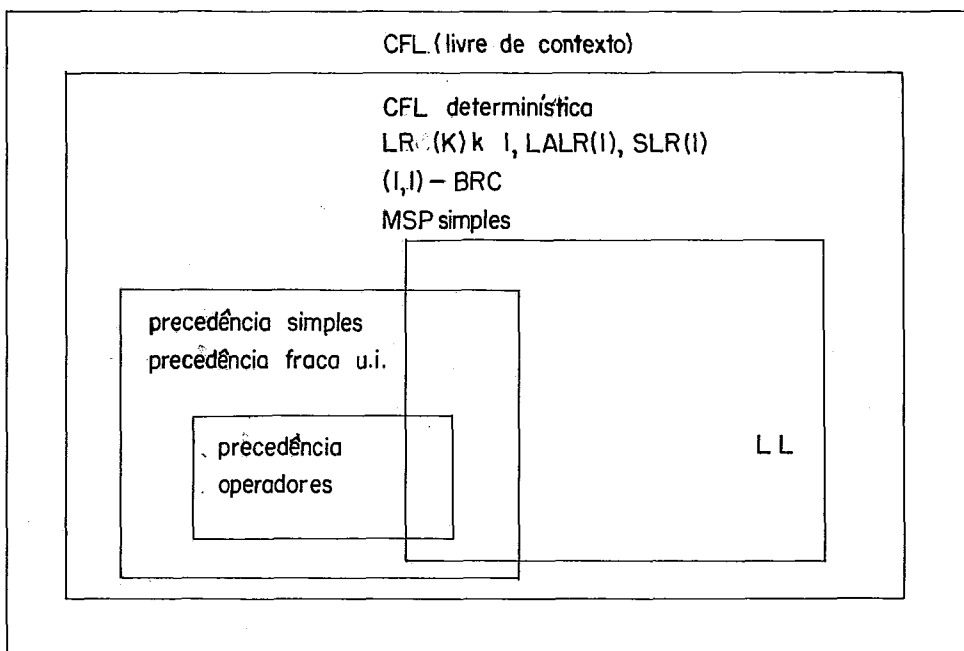 CFL (livre de contexto)
CFL determinística
LR (K) k 1, LALR(1), SLR(1)
(1,1) – BRC
MSP simples
precedência simples
precedência fraca u.i.
precedência
operadores
LL